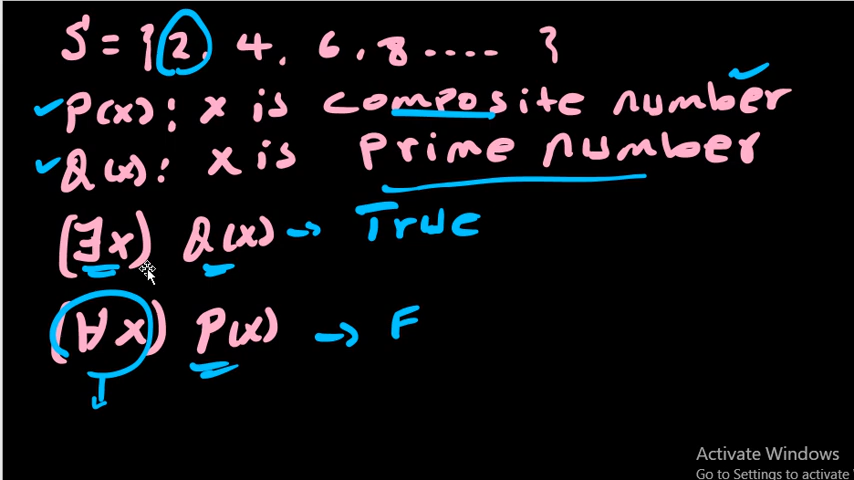 S = { 2, 4, 6, 8 .... }
P(x): x is composite number
Q(x): x is Prime number
(∃x) Q(x) → True
(∀x) P(x) → F
Activate Windows
Go to Settings to activate